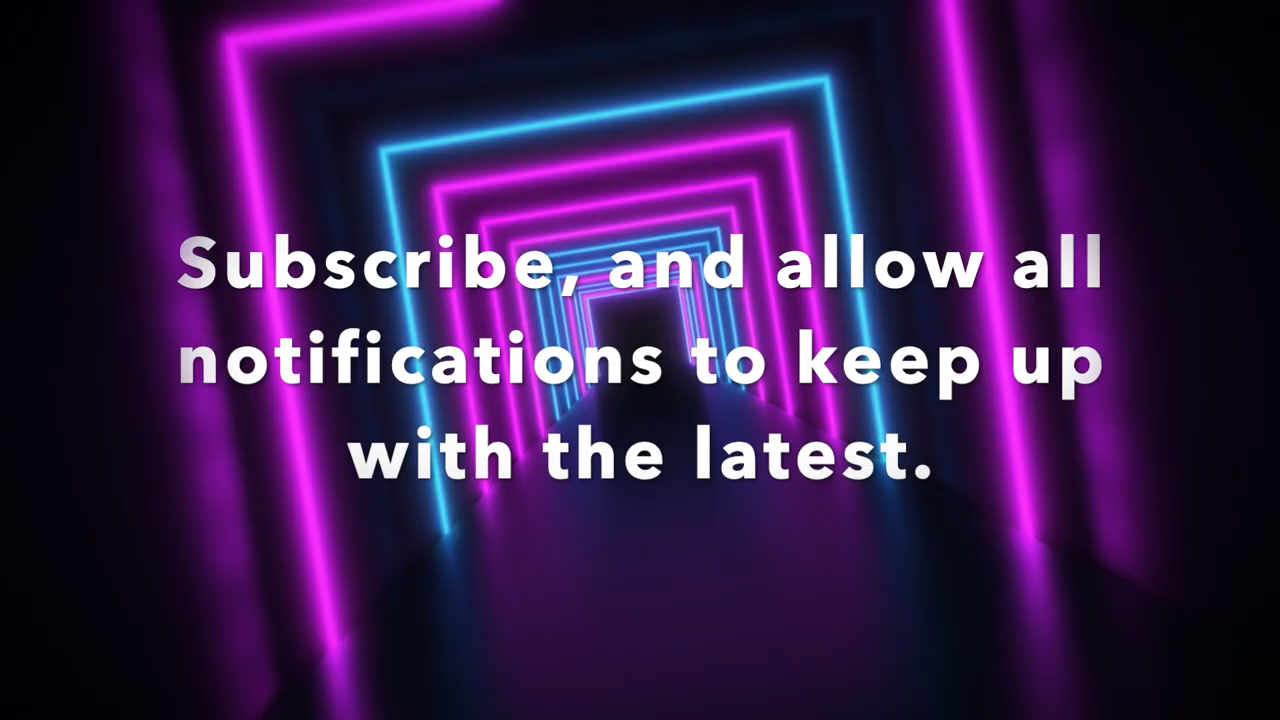 Subscribe, and allow all
notifications to keep up
with the latest.